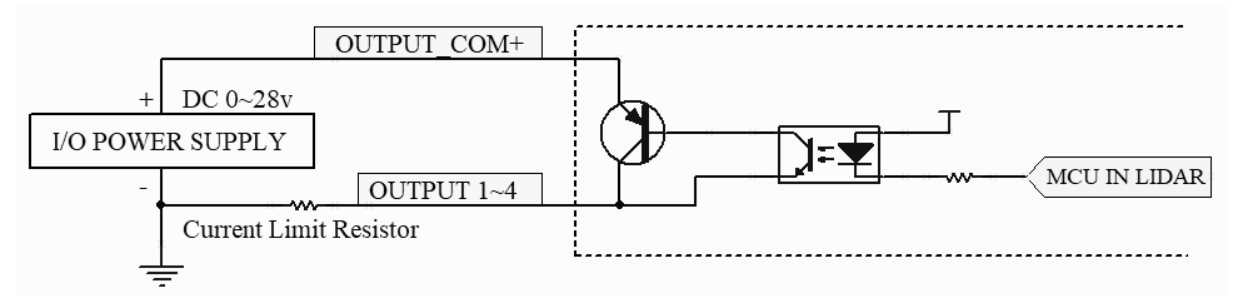 OUTPUT_COM+
+ DC 0~28v
I/O POWER SUPPLY
-
OUTPUT 1~4
MCU IN LIDAR
Current Limit Resistor